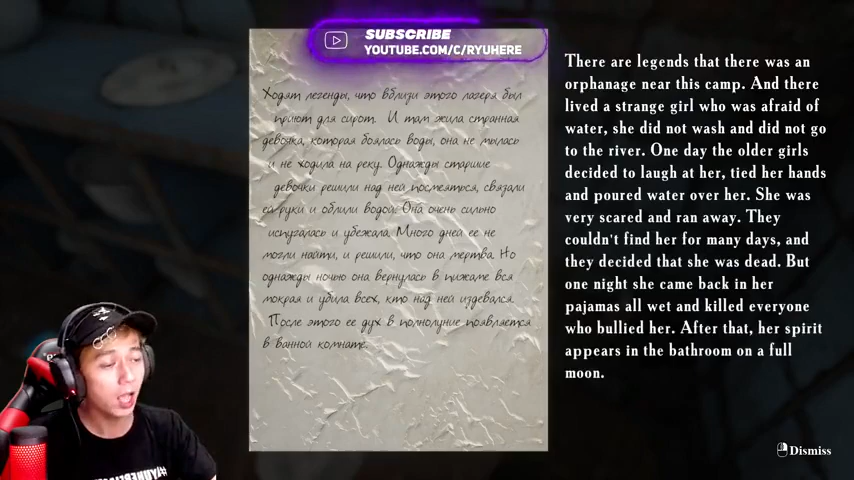 SUBSCRIBE
YOUTUBE.COM/C/RYUHERE
Ходят легенды, что вблизи этого лагеря был
приют для сирот. И там жила странная
девочка, которая боялась воды, она не мылась
и не ходила на реку. Однажды старшие
девочки решили над ней посмеяться, связали
ей руки и облили водой. Она очень сильно
испугалась и убежала. Много дней ее не
могли найти, и решили, что она мертва. Но
однажды ночью она вернулась в пижаме вся
мокрая и убила всех, кто над ней издевался.
После этого ее дух в полнолуние появляется
в ванной комнате.
There are legends that there was an
orphanage near this camp. And there
lived a strange girl who was afraid of
water, she did not wash and did not go
to the river. One day the older girls
decided to laugh at her, tied her hands
and poured water over her. She was
very scared and ran away. They
couldn't find her for many days, and
they decided that she was dead. But
one night she came back in her
pajamas all wet and killed everyone
who bullied her. After that, her spirit
appears in the bathroom on a full
moon.
Dismiss